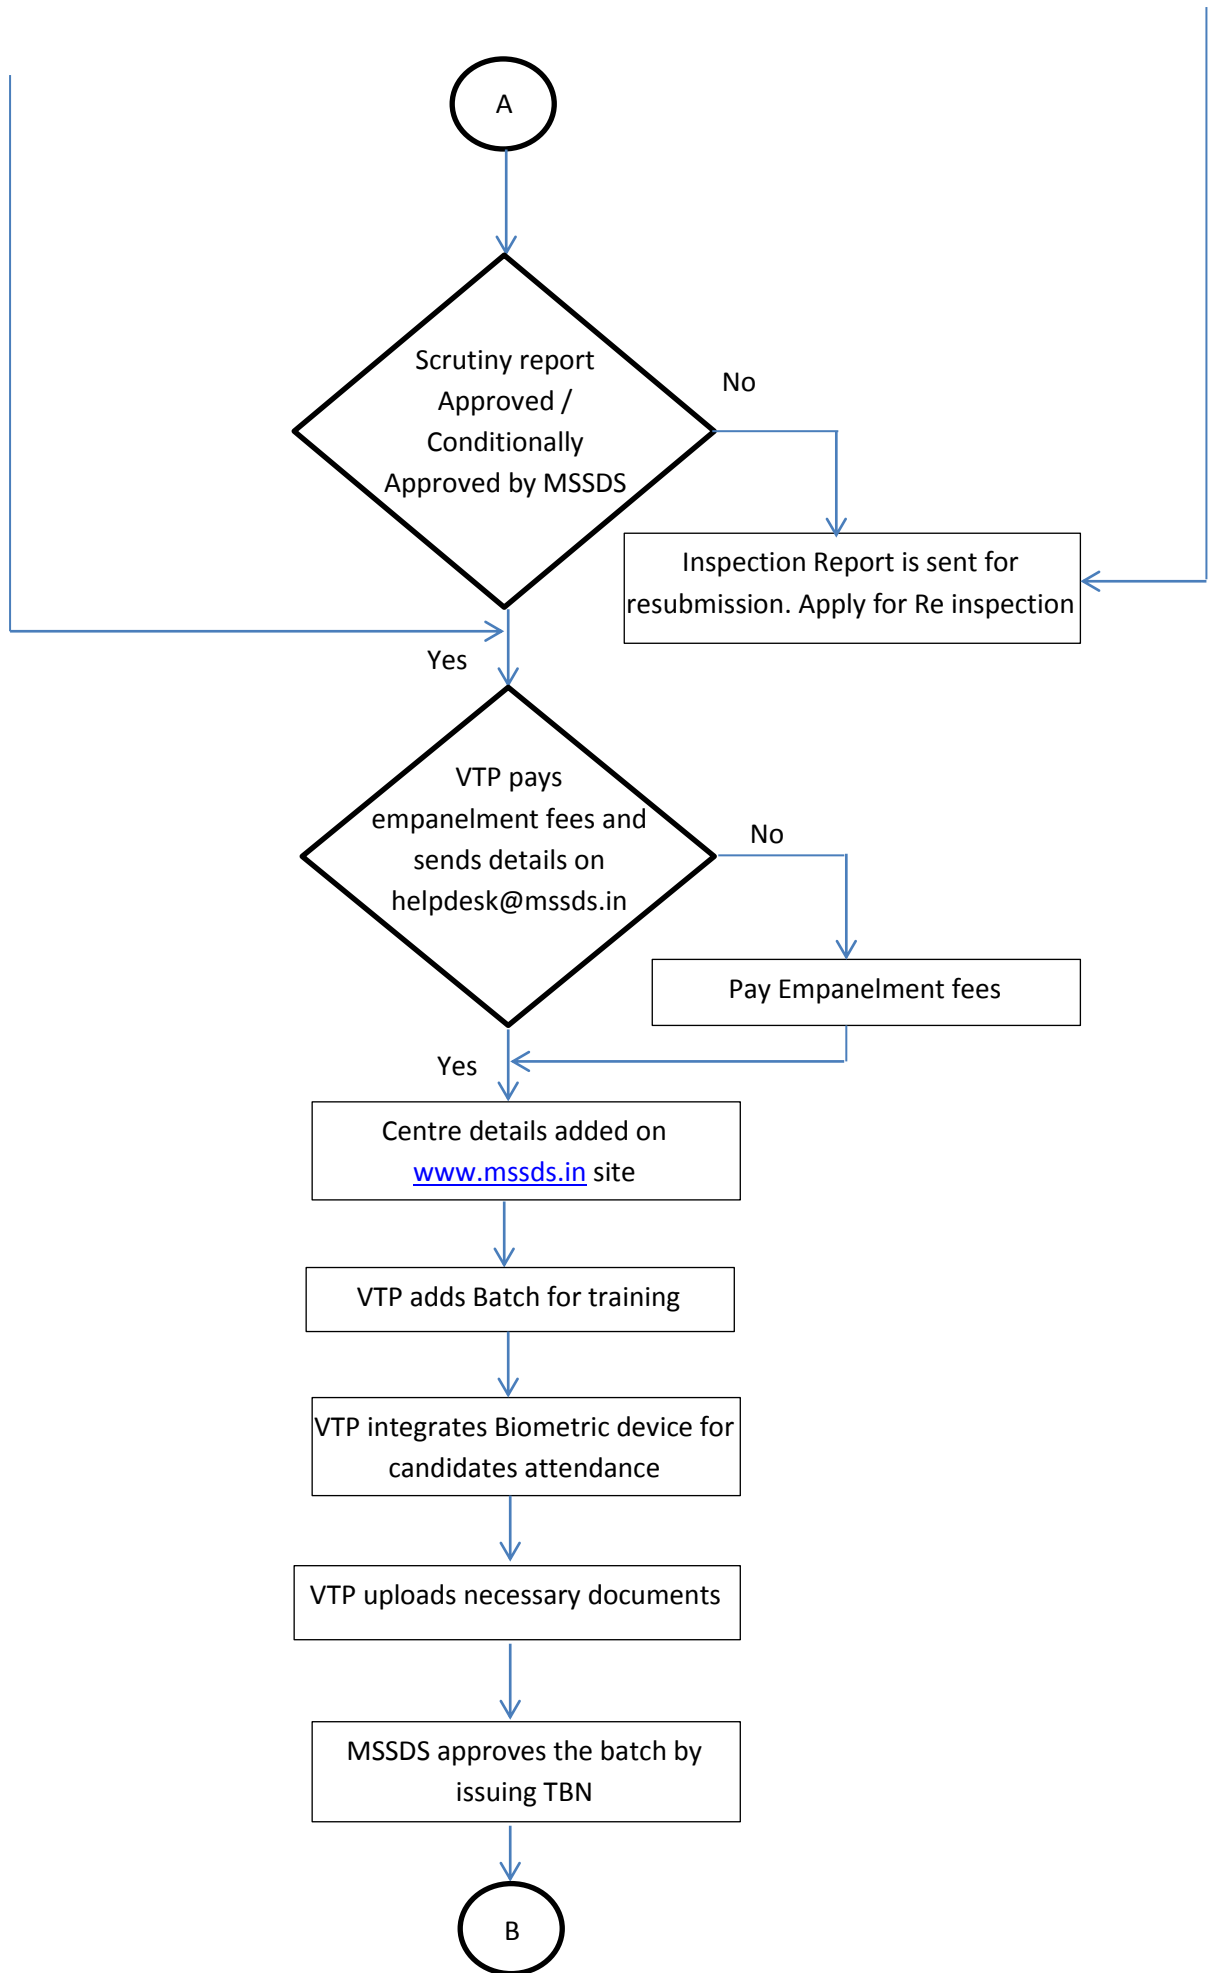 A
Scrutiny report
Approved /
Conditionally
Approved by MSSDS
No
Inspection Report is sent for
resubmission. Apply for Re inspection
Yes
VTP pays
empanelment fees and
sends details on
helpdesk@mssds.in
No
Pay Empanelment fees
Yes
Centre details added on
www.mssds.in site
VTP adds Batch for training
VTP integrates Biometric device for
candidates attendance
VTP uploads necessary documents
MSSDS approves the batch by
issuing TBN
B